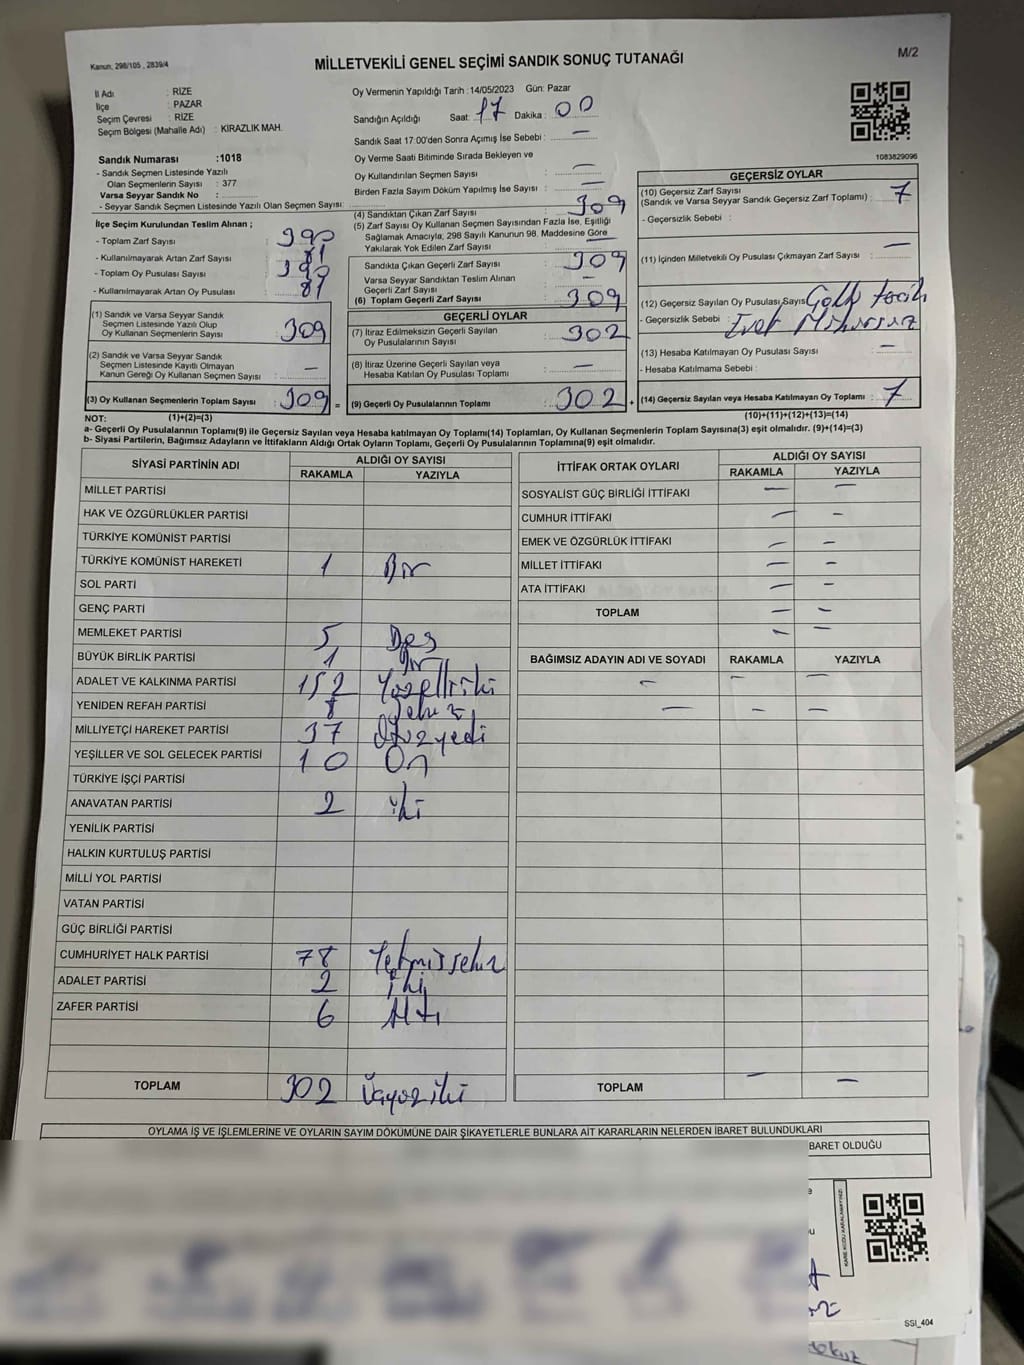 Kanun, 298/105 , 2839/4
MİLLETVEKİLİ GENEL SEÇİMİ SANDIK SONUÇ TUTANAĞI
M/2
İl Adı : RİZE
İlçe : PAZAR
Seçim Çevresi : RİZE
Seçim Bölgesi (Mahalle Adı) : KİRAZLIK MAH.
Oy Vermenin Yapıldığı Tarih : 14/05/2023 Gün: Pazar
Sandığın Açıldığı Saat: 17 Dakika : 00
Sandık Saat 17:00'den Sonra Açımış İse Sebebi : —
Oy Verme Saati Bitiminde Sırada Bekleyen ve
Oy Kullandırılan Seçmen Sayısı : —
Birden Fazla Sayım Döküm Yapılmış İse Sayısı : —
1083829096
Sandık Numarası :1018
- Sandık Seçmen Listesinde Yazılı
Olan Seçmenlerin Sayısı : 377
Varsa Seyyar Sandık No :
- Seyyar Sandık Seçmen Listesinde Yazılı Olan Seçmen Sayısı:
İlçe Seçim Kurulundan Teslim Alınan ;
- Toplam Zarf Sayısı : 390
- Kullanılmayarak Artan Zarf Sayısı : 81
- Toplam Oy Pusulası Sayısı : 390
- Kullanılmayarak Artan Oy Pusulası : 81
(1) Sandık ve Varsa Seyyar Sandık
Seçmen Listesinde Yazılı Olup
Oy Kullanan Seçmenlerin Sayısı : 309
(2) Sandık ve Varsa Seyyar Sandık
Seçmen Listesinde Kayıtlı Olmayan
Kanun Gereği Oy Kullanan Seçmen Sayısı : —
(3) Oy Kullanan Seçmenlerin Toplam Sayısı : 309 =
(4) Sandıktan Çıkan Zarf Sayısı : 309
(5) Zarf Sayısı Oy Kullanan Seçmen Sayısından Fazla İse, Eşitliği
Sağlamak Amacıyla, 298 Sayılı Kanunun 98. Maddesine Göre
Yakılarak Yok Edilen Zarf Sayısı : —
Sandıkta Çıkan Geçerli Zarf Sayısı : 309
Varsa Seyyar Sandıktan Teslim Alınan
Geçerli Zarf Sayısı : —
(6) Toplam Geçerli Zarf Sayısı : 309
GEÇERLİ OYLAR
(7) İtiraz Edilmeksizin Geçerli Sayılan
Oy Pusulalarının Sayısı : 302
(8) İtiraz Üzerine Geçerli Sayılan veya
Hesaba Katılan Oy Pusulası Toplamı : —
(9) Geçerli Oy Pusulalarının Toplamı : 302 +
GEÇERSİZ OYLAR
(10) Geçersiz Zarf Sayısı
(Sandık ve Varsa Seyyar Sandık Geçersiz Zarf Toplamı) : 7
- Geçersizlik Sebebi :
(11) İçinden Milletvekili Oy Pusulası Çıkmayan Zarf Sayısı : —
(12) Geçersiz Sayılan Oy Pusulası Sayısı
- Geçersizlik Sebebi :
(13) Hesaba Katılmayan Oy Pusulası Sayısı : —
- Hesaba Katılmama Sebebi :
(14) Geçersiz Sayılan veya Hesaba Katılmayan Oy Toplamı : 7
NOT: (1)+(2)=(3) (10)+(11)+(12)+(13)=(14)
a- Geçerli Oy Pusulalarının Toplamı(9) ile Geçersiz Sayılan veya Hesaba katılmayan Oy Toplamı(14) Toplamları, Oy Kullanan Seçmenlerin Toplam Sayısına(3) eşit olmalıdır. (9)+(14)=(3)
b- Siyasi Partilerin, Bağımsız Adayların ve İttifakların Aldığı Ortak Oyların Toplamı, Geçerli Oy Pusulalarının Toplamına(9) eşit olmalıdır.
SİYASİ PARTİNİN ADI ALDIĞI OY SAYISI
RAKAMLA YAZIYLA
MİLLET PARTİSİ
HAK VE ÖZGÜRLÜKLER PARTİSİ
TÜRKİYE KOMÜNİST PARTİSİ
TÜRKİYE KOMÜNİST HAREKETİ 1 Bir
SOL PARTİ
GENÇ PARTİ
MEMLEKET PARTİSİ 5 Beş
BÜYÜK BİRLİK PARTİSİ 1 Bir
ADALET VE KALKINMA PARTİSİ 152 Yüzelliiki
YENİDEN REFAH PARTİSİ 8 Sekiz
MİLLİYETÇİ HAREKET PARTİSİ 37 Otuzyedi
YEŞİLLER VE SOL GELECEK PARTİSİ 10 On
TÜRKİYE İŞÇİ PARTİSİ
ANAVATAN PARTİSİ 2 iki
YENİLİK PARTİSİ
HALKIN KURTULUŞ PARTİSİ
MİLLİ YOL PARTİSİ
VATAN PARTİSİ
GÜÇ BİRLİĞİ PARTİSİ
CUMHURİYET HALK PARTİSİ 78 Yetmişsekiz
ADALET PARTİSİ 2 İki
ZAFER PARTİSİ 6 Altı
TOPLAM 302 Üçyüziki
İTTİFAK ORTAK OYLARI ALDIĞI OY SAYISI
RAKAMLA YAZIYLA
SOSYALİST GÜÇ BİRLİĞİ İTTİFAKI — —
CUMHUR İTTİFAKI — —
EMEK VE ÖZGÜRLÜK İTTİFAKI — —
MİLLET İTTİFAKI — —
ATA İTTİFAKI — —
TOPLAM — —
— —
BAĞIMSIZ ADAYIN ADI VE SOYADI RAKAMLA YAZIYLA
— — —
— — —
TOPLAM — —
OYLAMA İŞ VE İŞLEMLERİNE VE OYLARIN SAYIM DÖKÜMÜNE DAİR ŞİKAYETLERLE BUNLARA AİT KARARLARIN NELERDEN İBARET BULUNDUKLARI
BARET OLDUĞU
KARE KODU KARALAMAYINIZ!
SSİ_404
dokuz